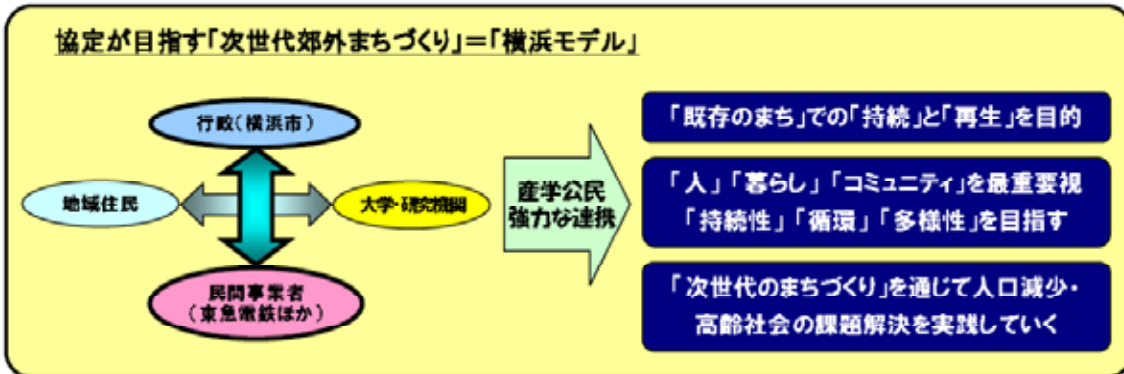 協定が目指す「次世代郊外まちづくり」＝「横浜モデル」
行政（横浜市）
地域住民
大学・研究機関
民間事業者
（東急電鉄ほか）
産学公民
強力な連携
「既存のまち」での「持続」と「再生」を目的
「人」「暮らし」「コミュニティ」を最重要視
「持続性」「循環」「多様性」を目指す
「次世代のまちづくり」を通じて人口減少・
高齢社会の課題解決を実践していく